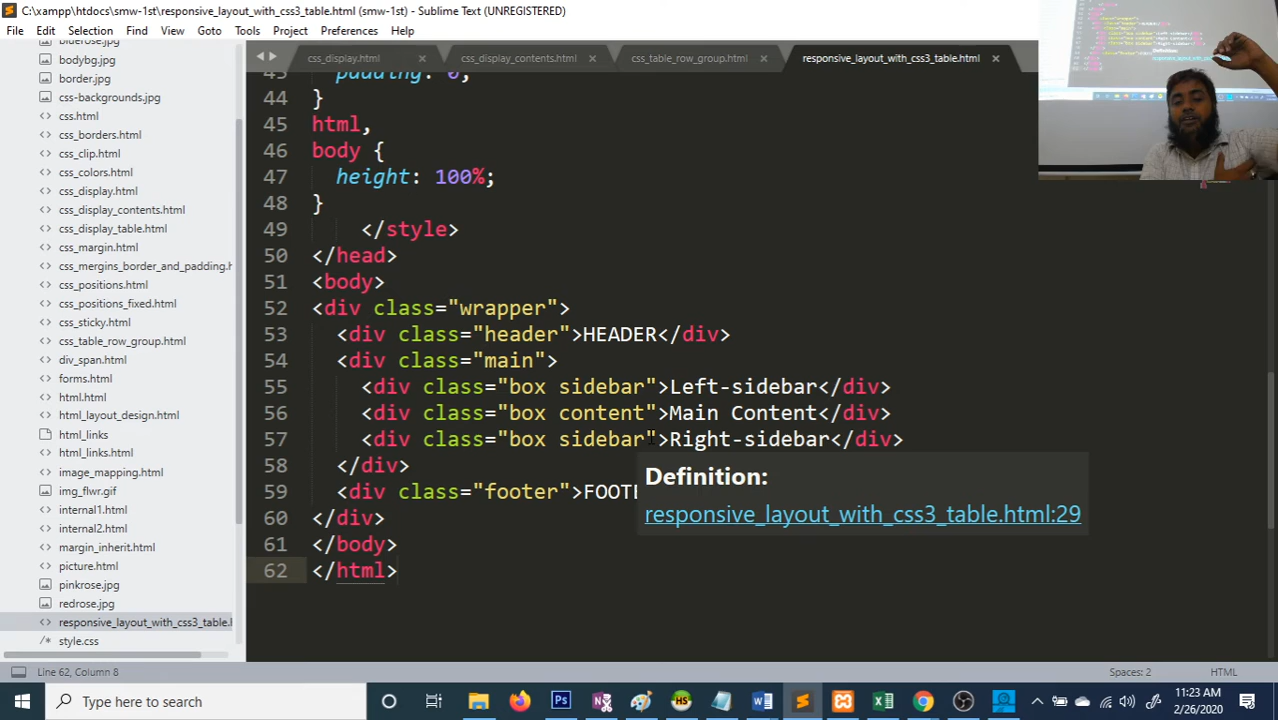 C:\xampp\htdocs\smw-1st\responsive_layout_with_css3_table.html (smw-1st) - Sublime Text (UNREGISTERED)
File Edit Selection Find View Goto Tools Project Preferences Help
css_display.html
css_display_contents.html
css_table_row_group.html
responsive_layout_with_css3_table.html
bodybg.jpg
border.jpg
css-backgrounds.jpg
css.html
css_borders.html
css_clip.html
css_colors.html
css_display.html
css_display_contents.html
css_display_table.html
css_margin.html
css_mergins_border_and_padding.h
css_positions.html
css_positions_fixed.html
css_sticky.html
css_table_row_group.html
div_span.html
forms.html
html.html
html_layout_design.html
html_links
html_links.html
image_mapping.html
img_flwr.gif
internal1.html
internal2.html
margin_inherit.html
picture.html
pinkrose.jpg
redrose.jpg
responsive_layout_with_css3_table.h
style.css
padding: 0;
44 }
45 html,
46 body {
47 height: 100%;
48 }
49 </style>
50 </head>
51 <body>
52 <div class="wrapper">
53 <div class="header">HEADER</div>
54 <div class="main">
55 <div class="box sidebar">Left-sidebar</div>
56 <div class="box content">Main Content</div>
57 <div class="box sidebar">Right-sidebar</div>
58 </div>
59 <div class="footer">FOOTE
60 </div>
61 </body>
62 </html>
Definition:
responsive_layout_with_css3_table.html:29
Line 62, Column 8
Spaces: 2
HTML
Type here to search
11:23 AM
2/26/2020